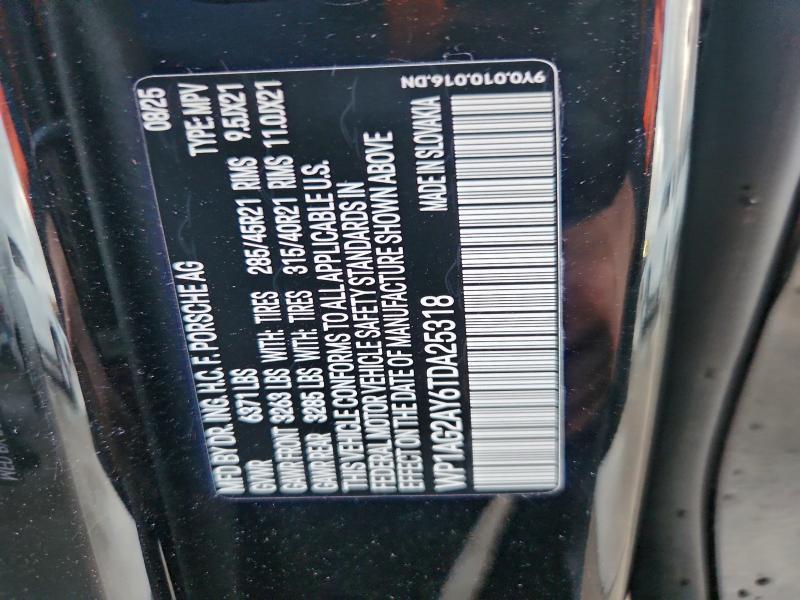 MFD BY DR. ING. H.C. F. PORSCHE AG 08/25
GVWR 6371 LBS TYPE: MPV
GAWR FRONT 3263 LBS WITH: TIRES 285/45R21 RIMS 9.5JX21
GAWR REAR 3285 LBS WITH: TIRES 315/40R21 RIMS 11.0JX21
THIS VEHICLE CONFORMS TO ALL APPLICABLE U.S.
FEDERAL MOTOR VEHICLE SAFETY STANDARDS IN
EFFECT ON THE DATE OF MANUFACTURE SHOWN ABOVE
MADE IN SLOVAKIA
WP1AG2AY6TDA25318
9Y0.010.016.DN